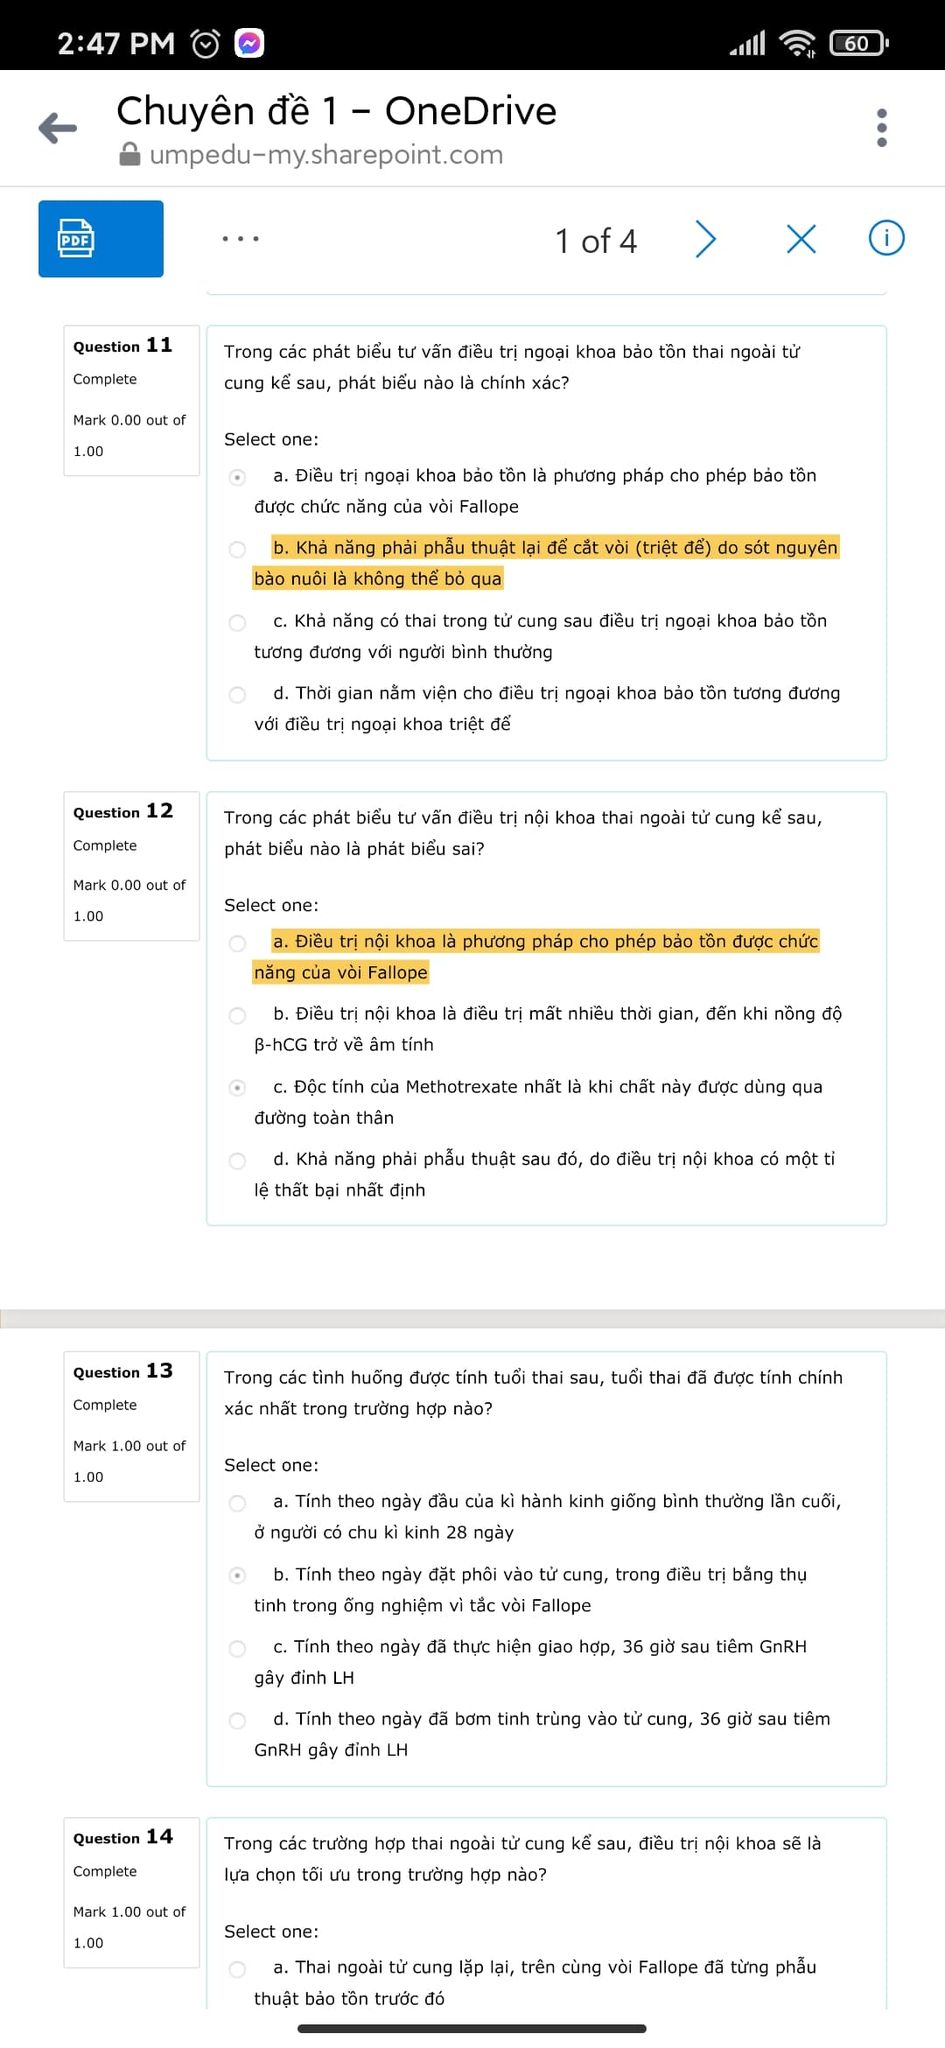 2:47 PM
60
Chuyên đề 1 – OneDrive
umpedu-my.sharepoint.com
PDF
...
1 of 4
Question 11
Complete
Mark 0.00 out of
1.00
Trong các phát biểu tư vấn điều trị ngoại khoa bảo tồn thai ngoài tử
cung kể sau, phát biểu nào là chính xác?
Select one:
a. Điều trị ngoại khoa bảo tồn là phương pháp cho phép bảo tồn
được chức năng của vòi Fallope
b. Khả năng phải phẫu thuật lại để cắt vòi (triệt để) do sót nguyên
bào nuôi là không thể bỏ qua
c. Khả năng có thai trong tử cung sau điều trị ngoại khoa bảo tồn
tương đương với người bình thường
d. Thời gian nằm viện cho điều trị ngoại khoa bảo tồn tương đương
với điều trị ngoại khoa triệt để
Question 12
Complete
Mark 0.00 out of
1.00
Trong các phát biểu tư vấn điều trị nội khoa thai ngoài tử cung kể sau,
phát biểu nào là phát biểu sai?
Select one:
a. Điều trị nội khoa là phương pháp cho phép bảo tồn được chức
năng của vòi Fallope
b. Điều trị nội khoa là điều trị mất nhiều thời gian, đến khi nồng độ
β-hCG trở về âm tính
c. Độc tính của Methotrexate nhất là khi chất này được dùng qua
đường toàn thân
d. Khả năng phải phẫu thuật sau đó, do điều trị nội khoa có một tỉ
lệ thất bại nhất định
Question 13
Complete
Mark 1.00 out of
1.00
Trong các tình huống được tính tuổi thai sau, tuổi thai đã được tính chính
xác nhất trong trường hợp nào?
Select one:
a. Tính theo ngày đầu của kì hành kinh giống bình thường lần cuối,
ở người có chu kì kinh 28 ngày
b. Tính theo ngày đặt phôi vào tử cung, trong điều trị bằng thụ
tinh trong ống nghiệm vì tắc vòi Fallope
c. Tính theo ngày đã thực hiện giao hợp, 36 giờ sau tiêm GnRH
gây đỉnh LH
d. Tính theo ngày đã bơm tinh trùng vào tử cung, 36 giờ sau tiêm
GnRH gây đỉnh LH
Question 14
Complete
Mark 1.00 out of
1.00
Trong các trường hợp thai ngoài tử cung kể sau, điều trị nội khoa sẽ là
lựa chọn tối ưu trong trường hợp nào?
Select one:
a. Thai ngoài tử cung lặp lại, trên cùng vòi Fallope đã từng phẫu
thuật bảo tồn trước đó